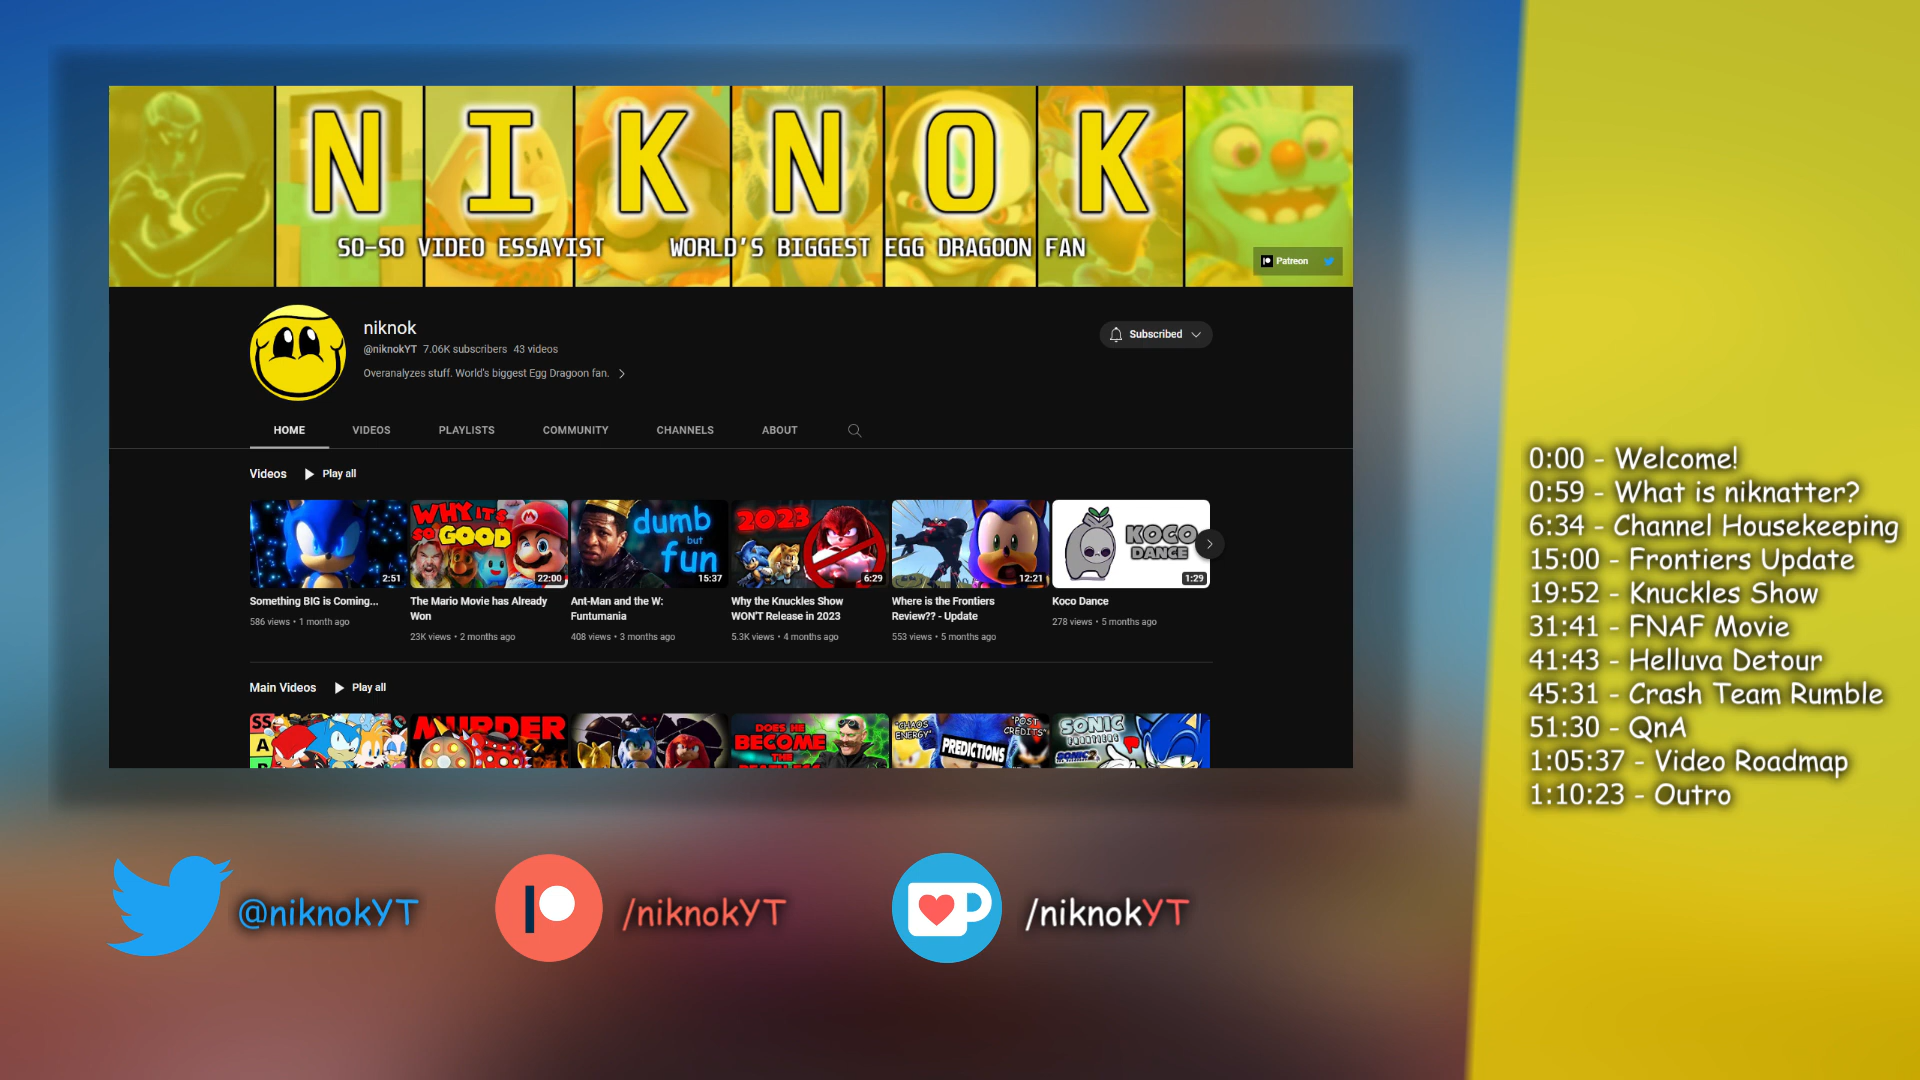 NIKNOK
SO-SO VIDEO ESSAYIST WORLD'S BIGGEST EGG DRAGOON FAN
Patreon
niknok
@niknokYT 7.06K subscribers 43 videos
Overanalyzes stuff. World's biggest Egg Dragoon fan.
Subscribed
HOME VIDEOS PLAYLISTS COMMUNITY CHANNELS ABOUT
Videos Play all
2:51
WHY IT'S
SO GOOD
22:00
dumb
but
fun
15:37
2023
6:29
12:21
KOCO
DANCE
1:29
Something BIG is Coming...
586 views • 1 month ago
The Mario Movie has Already
Won
23K views • 2 months ago
Ant-Man and the W:
Funtumania
408 views • 3 months ago
Why the Knuckles Show
WON'T Release in 2023
5.3K views • 4 months ago
Where is the Frontiers
Review?? - Update
553 views • 5 months ago
Koco Dance
278 views • 5 months ago
Main Videos Play all
SS
A
MURDER
DOES HE
BECOME
THE
"CHAOS
ENERGY"
"POST
CREDITS"
PREDICTIONS
SONIC
FRONTIERS
@niknokYT
/niknokYT
/niknokYT
0:00 - Welcome!
0:59 - What is niknatter?
6:34 - Channel Housekeeping
15:00 - Frontiers Update
19:52 - Knuckles Show
31:41 - FNAF Movie
41:43 - Helluva Detour
45:31 - Crash Team Rumble
51:30 - QnA
1:05:37 - Video Roadmap
1:10:23 - Outro